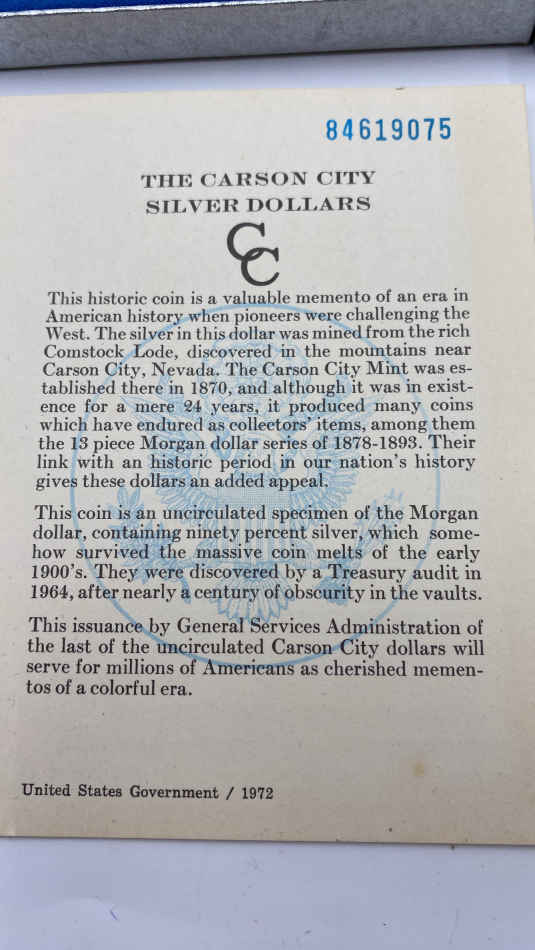 84619075
THE CARSON CITY
SILVER DOLLARS
CC
This historic coin is a valuable memento of an era in
American history when pioneers were challenging the
West. The silver in this dollar was mined from the rich
Comstock Lode, discovered in the mountains near
Carson City, Nevada. The Carson City Mint was es-
tablished there in 1870, and although it was in exist-
ence for a mere 24 years, it produced many coins
which have endured as collectors' items, among them
the 13 piece Morgan dollar series of 1878-1893. Their
link with an historic period in our nation's history
gives these dollars an added appeal.
This coin is an uncirculated specimen of the Morgan
dollar, containing ninety percent silver, which some-
how survived the massive coin melts of the early
1900's. They were discovered by a Treasury audit in
1964, after nearly a century of obscurity in the vaults.
This issuance by General Services Administration of
the last of the uncirculated Carson City dollars will
serve for millions of Americans as cherished memen-
tos of a colorful era.
United States Government / 1972